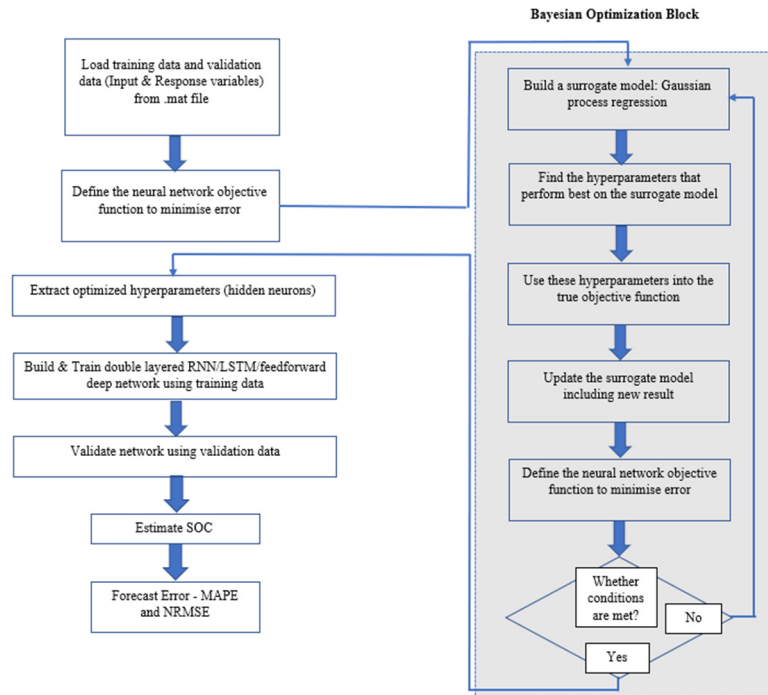 Bayesian Optimization Block
Load training data and validation
data (Input & Response variables)
from .mat file
Define the neural network objective
function to minimise error
Build a surrogate model: Gaussian
process regression
Find the hyperparameters that
perform best on the surrogate model
Use these hyperparameters into the
true objective function
Update the surrogate model
including new result
Define the neural network objective
function to minimise error
Whether
conditions
are met?
No
Yes
Extract optimized hyperparameters (hidden neurons)
Build & Train double layered RNN/LSTM/feedforward
deep network using training data
Validate network using validation data
Estimate SOC
Forecast Error - MAPE
and NRMSE